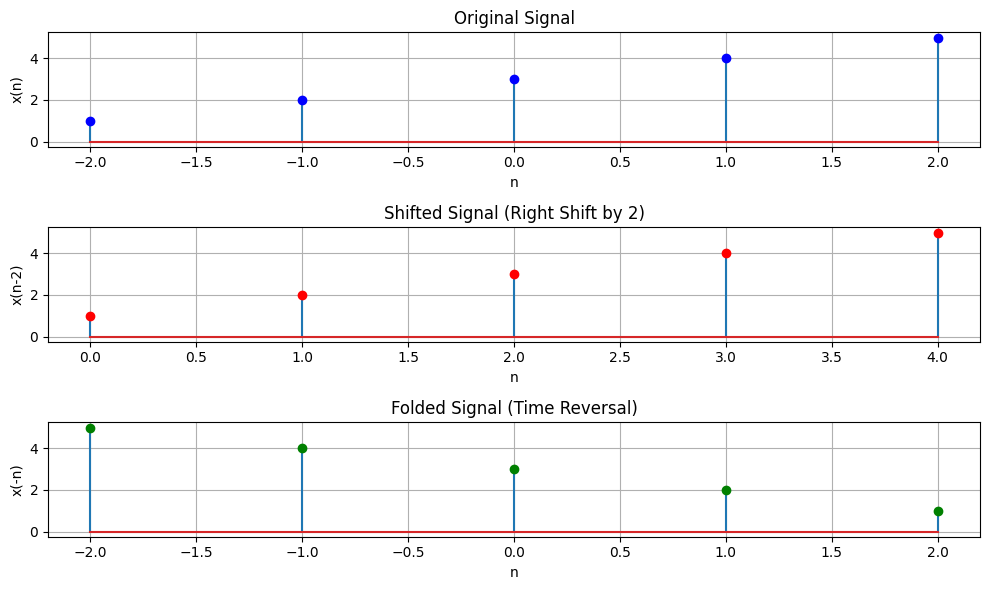 Original Signal
x(n)
4
2
0
−2.0 −1.5 −1.0 −0.5 0.0 0.5 1.0 1.5 2.0
n
Shifted Signal (Right Shift by 2)
x(n-2)
4
2
0
0.0 0.5 1.0 1.5 2.0 2.5 3.0 3.5 4.0
n
Folded Signal (Time Reversal)
x(-n)
4
2
0
−2.0 −1.5 −1.0 −0.5 0.0 0.5 1.0 1.5 2.0
n